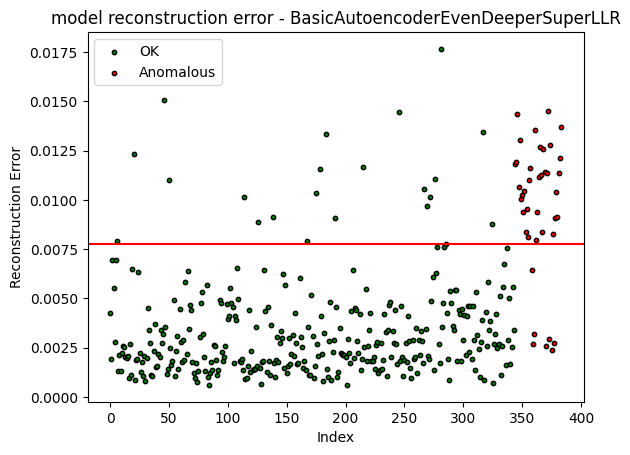 model reconstruction error - BasicAutoencoderEvenDeeperSuperLLR
OK
Anomalous
Reconstruction Error
0.0175
0.0150
0.0125
0.0100
0.0075
0.0050
0.0025
0.0000
0 50 100 150 200 250 300 350 400
Index